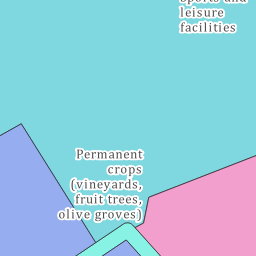 sports and
leisure
facilities
Permanent
crops
(vineyards,
fruit trees,
olive groves)